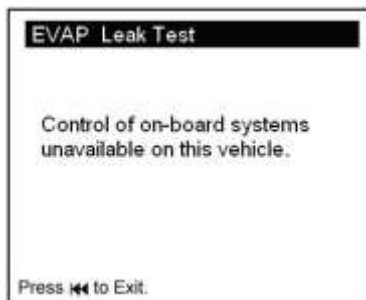 EVAP Leak Test
Control of on-board systems
unavailable on this vehicle.
Press ⏮ to Exit.